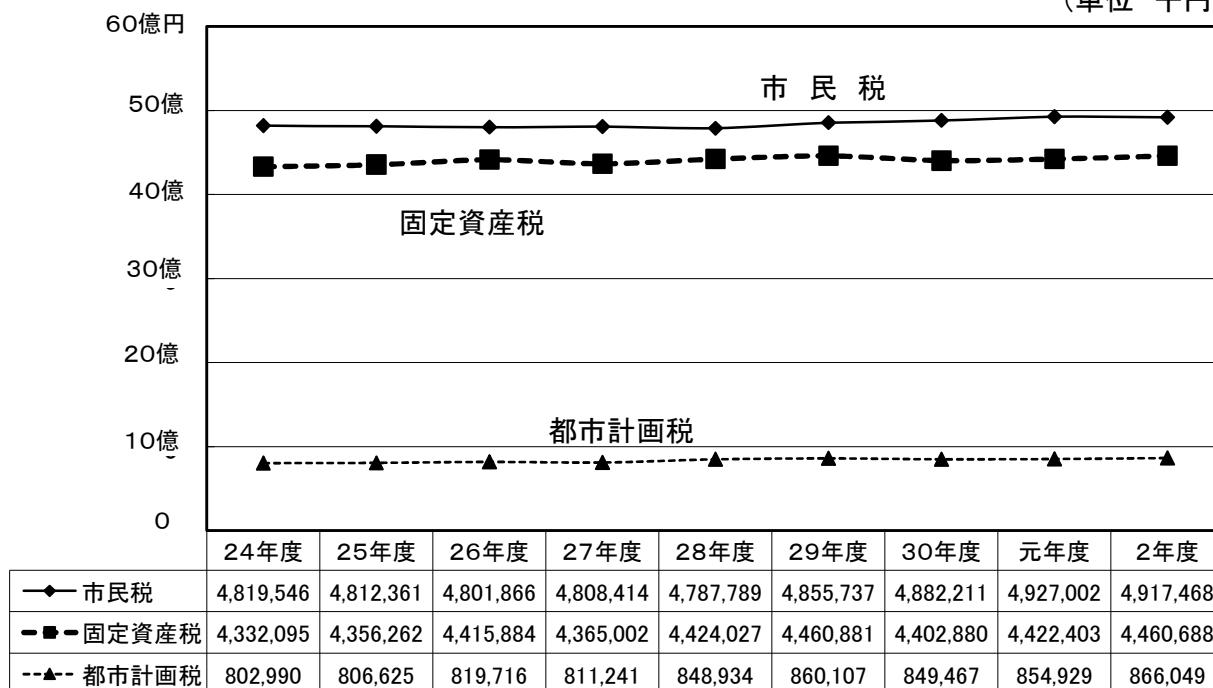 (単位 千円
60億円
50億
40億
30億
20億
10億
0
市 民 税
固定資産税
都市計画税
24年度 25年度 26年度 27年度 28年度 29年度 30年度 元年度 2年度
市民税 4,819,546 4,812,361 4,801,866 4,808,414 4,787,789 4,855,737 4,882,211 4,927,002 4,917,468
固定資産税 4,332,095 4,356,262 4,415,884 4,365,002 4,424,027 4,460,881 4,402,880 4,422,403 4,460,688
都市計画税 802,990 806,625 819,716 811,241 848,934 860,107 849,467 854,929 866,049